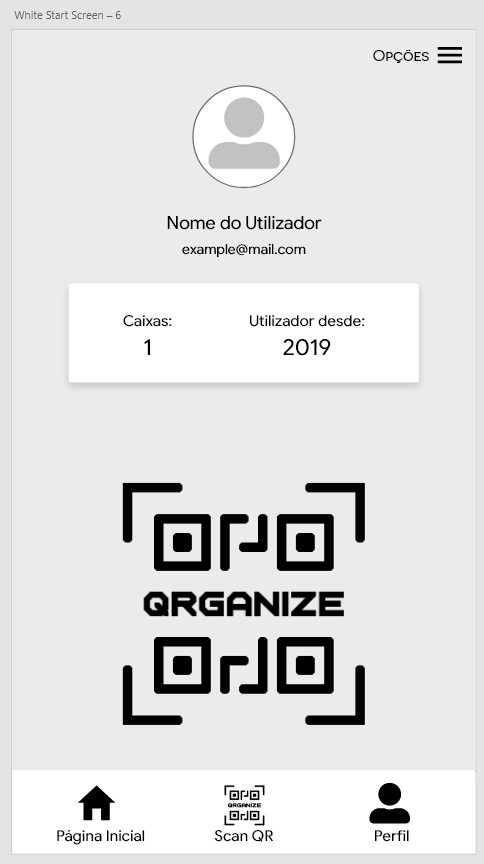 White Start Screen – 6
Opções
Nome do Utilizador
example@mail.com
Caixas: Utilizador desde:
1 2019
QRGANIZE
QRGANIZE
Página Inicial Scan QR Perfil